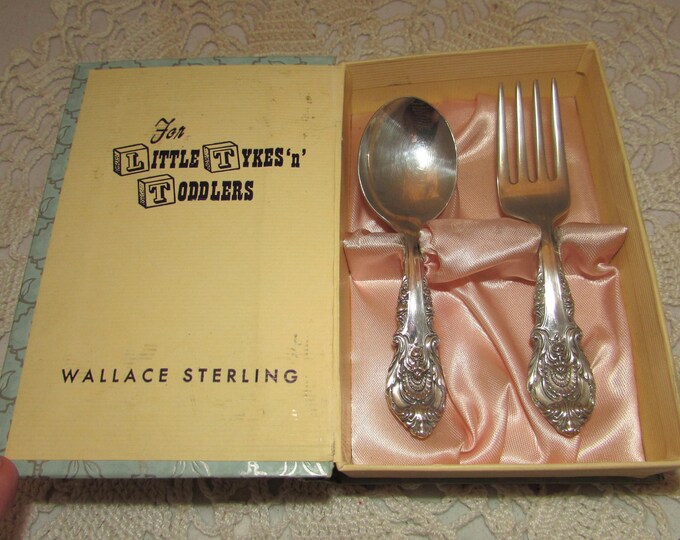 For
LITTLE TYKES 'n'
TODDLERS
WALLACE STERLING